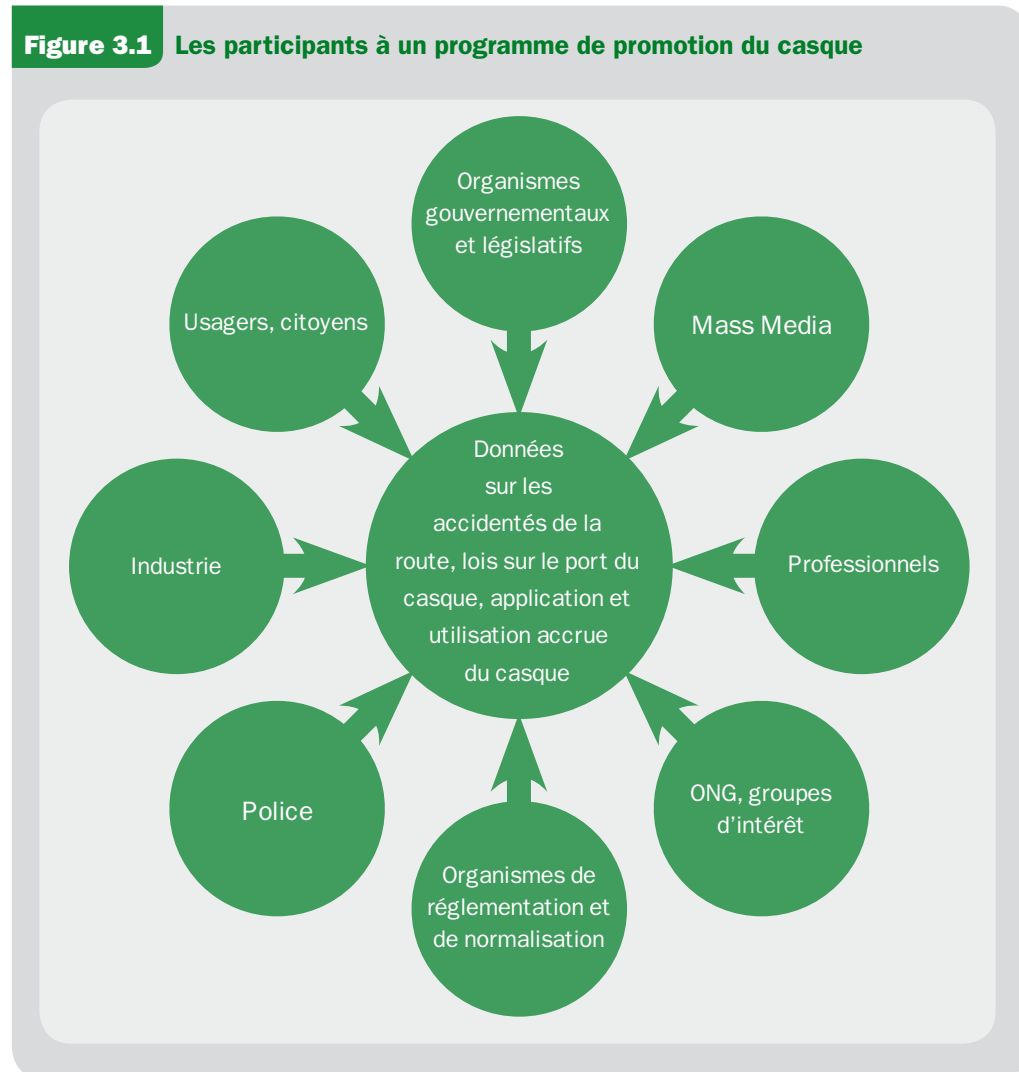 Figure 3.1 Les participants à un programme de promotion du casque
Organismes
gouvernementaux
et législatifs
Usagers, citoyens
Mass Media
Données
sur les
accidentés de la
route, lois sur le port du
casque, application et
utilisation accrue
du casque
Industrie
Professionnels
Police
ONG, groupes
d’intérêt
Organismes de
réglementation et
de normalisation